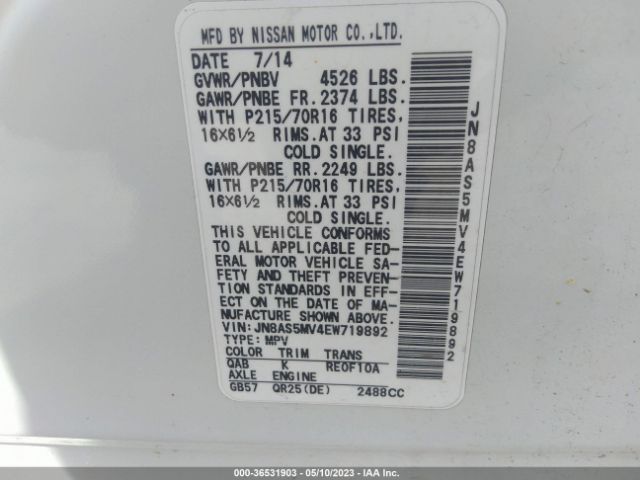 MFD BY NISSAN MOTOR CO.,LTD.
DATE 7/14
GVWR/PNBV 4526 LBS.
GAWR/PNBE FR. 2374 LBS.
WITH P215/70R16 TIRES,
16X6½ RIMS.AT 33 PSI
COLD SINGLE.
GAWR/PNBE RR. 2249 LBS.
WITH P215/70R16 TIRES,
16X6½ RIMS.AT 33 PSI
COLD SINGLE.
THIS VEHICLE CONFORMS
TO ALL APPLICABLE FED-
ERAL MOTOR VEHICLE SA-
FETY AND THEFT PREVEN-
TION STANDARDS IN EFF-
ECT ON THE DATE OF MA-
NUFACTURE SHOWN ABOVE.
VIN: JN8AS5MV4EW719892
TYPE: MPV
COLOR TRIM TRANS
QAB K RE0F10A
AXLE ENGINE
GB57 QR25(DE) 2488CC
JN8AS5MV4EW719892
000-36531903 - 05/10/2023 - IAA Inc.